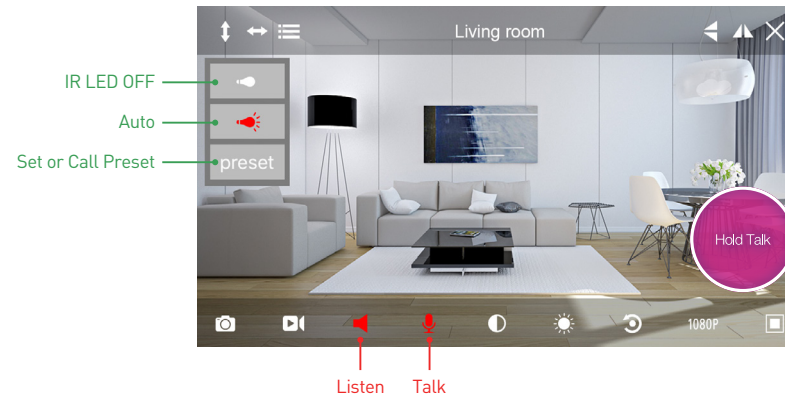 Living room
IR LED OFF
Auto
Set or Call Preset
preset
Hold Talk
1080P
Listen Talk